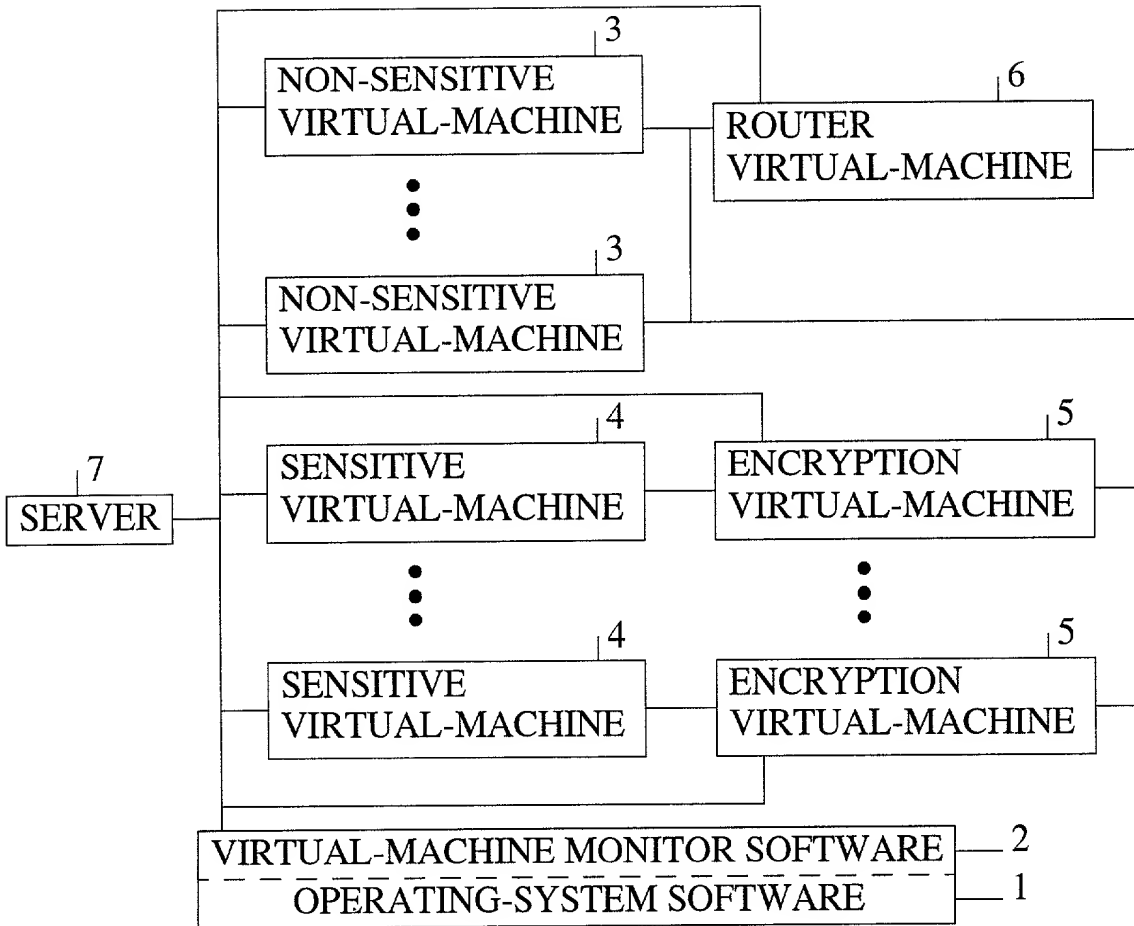 3
NON-SENSITIVE
VIRTUAL-MACHINE
6
ROUTER
VIRTUAL-MACHINE
3
NON-SENSITIVE
VIRTUAL-MACHINE
4
SENSITIVE
VIRTUAL-MACHINE
5
ENCRYPTION
VIRTUAL-MACHINE
7
SERVER
4
SENSITIVE
VIRTUAL-MACHINE
5
ENCRYPTION
VIRTUAL-MACHINE
VIRTUAL-MACHINE MONITOR SOFTWARE
2
OPERATING-SYSTEM SOFTWARE
1